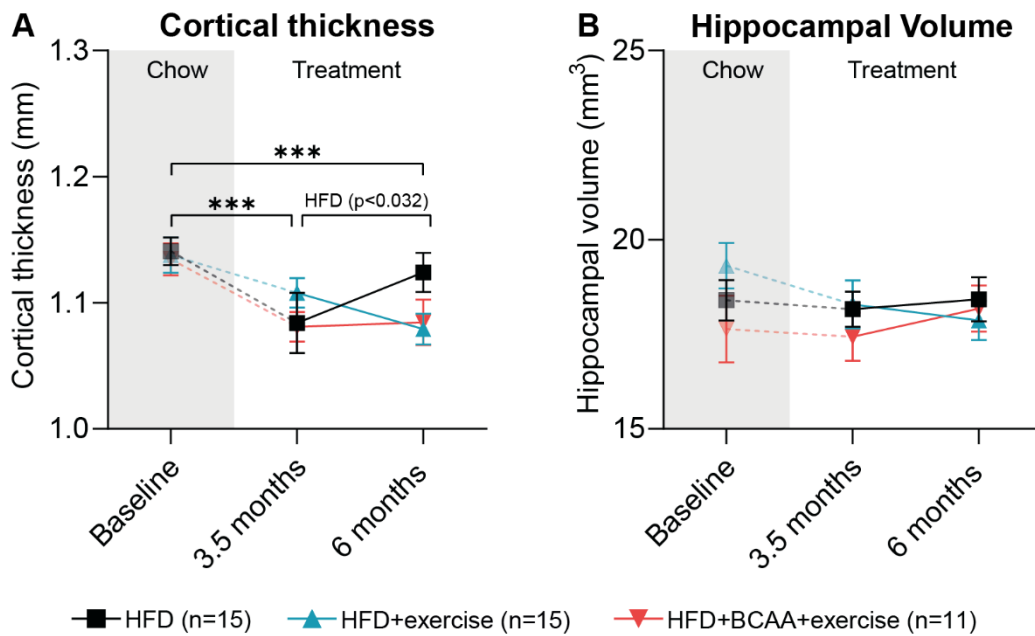 A Cortical thickness
1.3
1.2
1.1
1.0
Cortical thickness (mm)
Chow
Treatment
***
***
HFD (p<0.032)
Baseline
3.5 months
6 months
B Hippocampal Volume
25
20
15
Hippocampal volume (mm³)
Chow
Treatment
Baseline
3.5 months
6 months
HFD (n=15)
HFD+exercise (n=15)
HFD+BCAA+exercise (n=11)